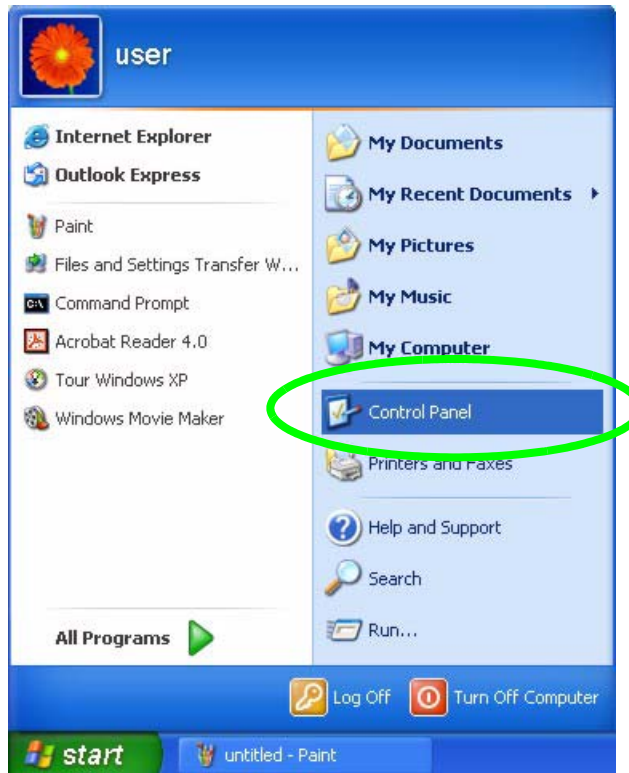 user
Internet Explorer
Outlook Express
Paint
Files and Settings Transfer W...
Command Prompt
Acrobat Reader 4.0
Tour Windows XP
Windows Movie Maker
All Programs
My Documents
My Recent Documents
My Pictures
My Music
My Computer
Control Panel
Printers and Faxes
Help and Support
Search
Run...
Log Off
Turn Off Computer
start
untitled - Paint